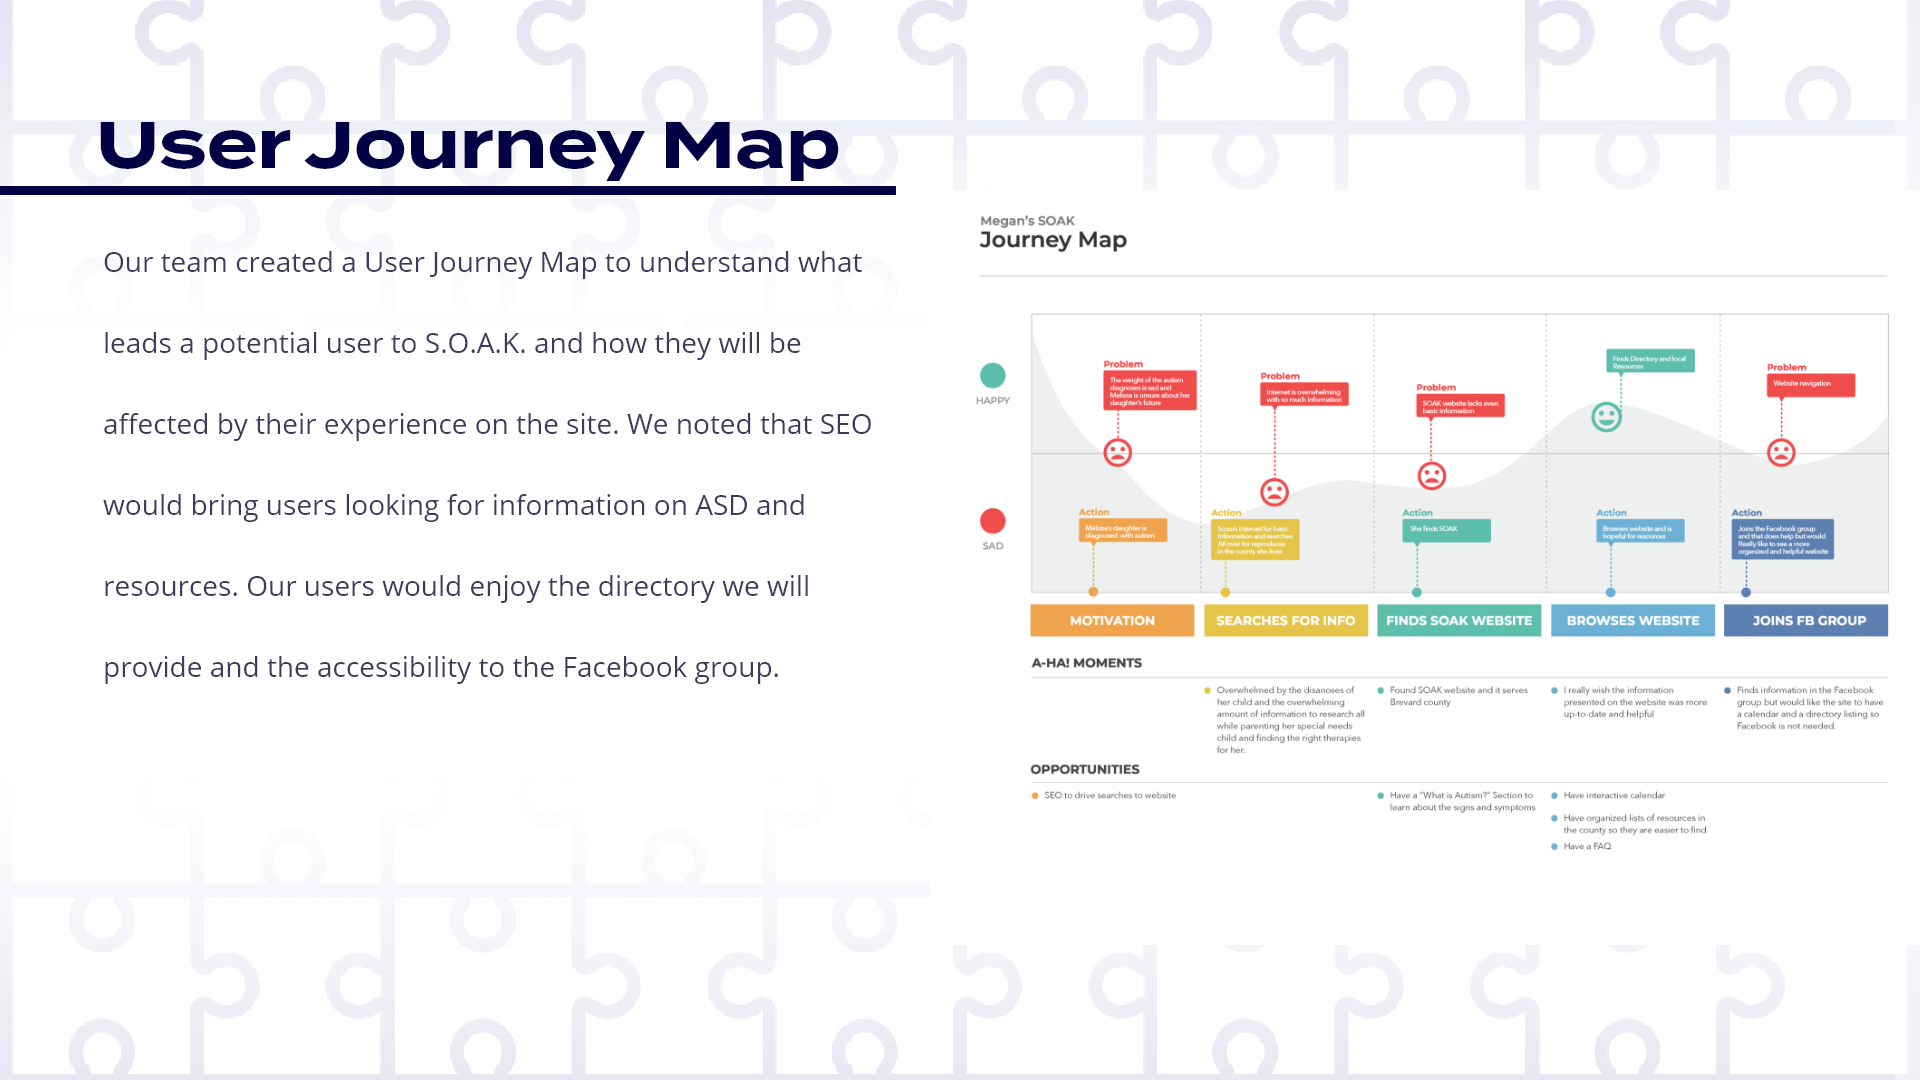 User Journey Map
Our team created a User Journey Map to understand what
leads a potential user to S.O.A.K. and how they will be
affected by their experience on the site. We noted that SEO
would bring users looking for information on ASD and
resources. Our users would enjoy the directory we will
provide and the accessibility to the Facebook group.
Megan's SOAK
Journey Map
HAPPY
SAD
Problem
The weight of the autism
diagnoses is sad and
Melissa is unsure about her
daughter's future
Problem
Internet is overwhelming
with so much information
Problem
SOAK website lacks even
basic information
Finds Directory and local
Resources
Problem
Website navigation
Action
Melissa's daughter is
diagnosed with autism
Action
Scours internet for basic
Information and searches
All over for reproduces
in the county she lives
Action
She finds SOAK
Action
Browses website and is
hopeful for resources
Action
Joins the Facebook group
and that does help but would
Really like to see a more
organized and helpful website
MOTIVATION
SEARCHES FOR INFO
FINDS SOAK WEBSITE
BROWSES WEBSITE
JOINS FB GROUP
A-HA! MOMENTS
Overwhelmed by the disanoses of
her child and the overwhelming
amount of information to research all
while parenting her special needs
child and finding the right therapies
for her.
Found SOAK website and it serves
Brevard county
I really wish the information
presented on the website was more
up-to-date and helpful
Finds information in the Facebook
group but would like the site to have
a calendar and a directory listing so
Facebook is not needed.
OPPORTUNITIES
SEO to drive searches to website
Have a "What is Autism?" Section to
learn about the signs and symptoms
Have interactive calendar
Have organized lists of resources in
the county so they are easier to find
Have a FAQ